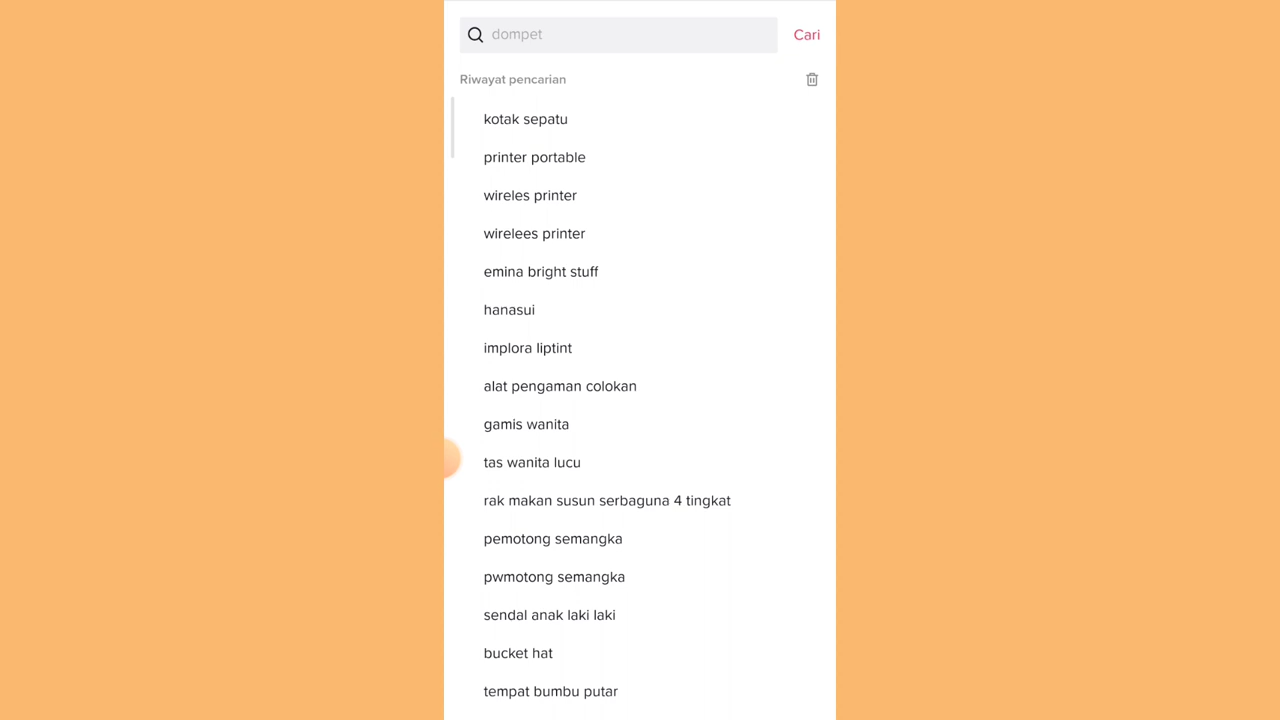 dompet
Cari
Riwayat pencarian
kotak sepatu
printer portable
wireles printer
wirelees printer
emina bright stuff
hanasui
implora liptint
alat pengaman colokan
gamis wanita
tas wanita lucu
rak makan susun serbaguna 4 tingkat
pemotong semangka
pwmotong semangka
sendal anak laki laki
bucket hat
tempat bumbu putar